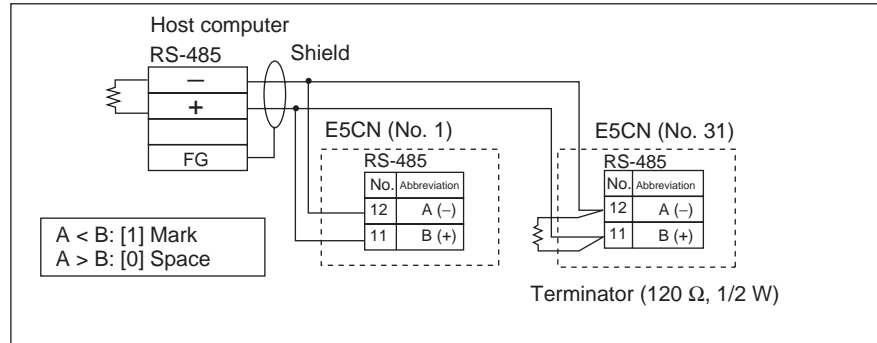 Host computer
RS-485
Shield
−
+
FG
E5CN (No. 1)
RS-485
No. Abbreviation
12 A (−)
11 B (+)
E5CN (No. 31)
RS-485
No. Abbreviation
12 A (−)
11 B (+)
A < B: [1] Mark
A > B: [0] Space
Terminator (120 Ω, 1/2 W)